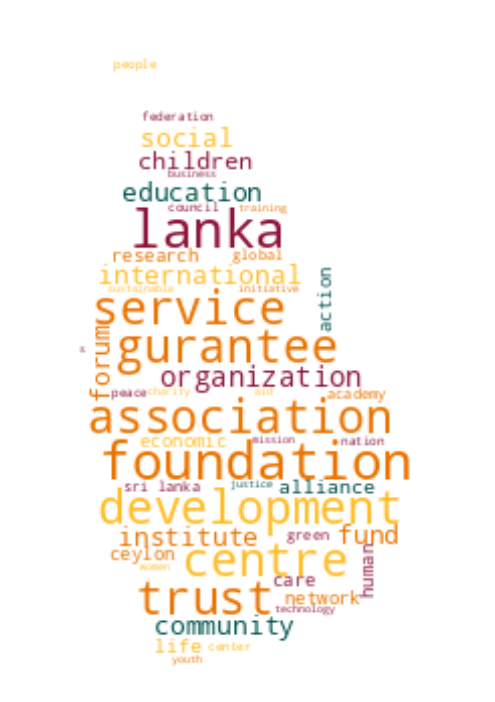 people
federation
social
children
business
education
council training
lanka
research global
international
sustainable initiative
action
service
forum
gurantee
s
organization
peace charity aid academy
association
economic mission nation
foundation
sri lanka justice alliance
development
institute green fund
ceylon centre
women
human
care
trust network
technology
community
life center
youth